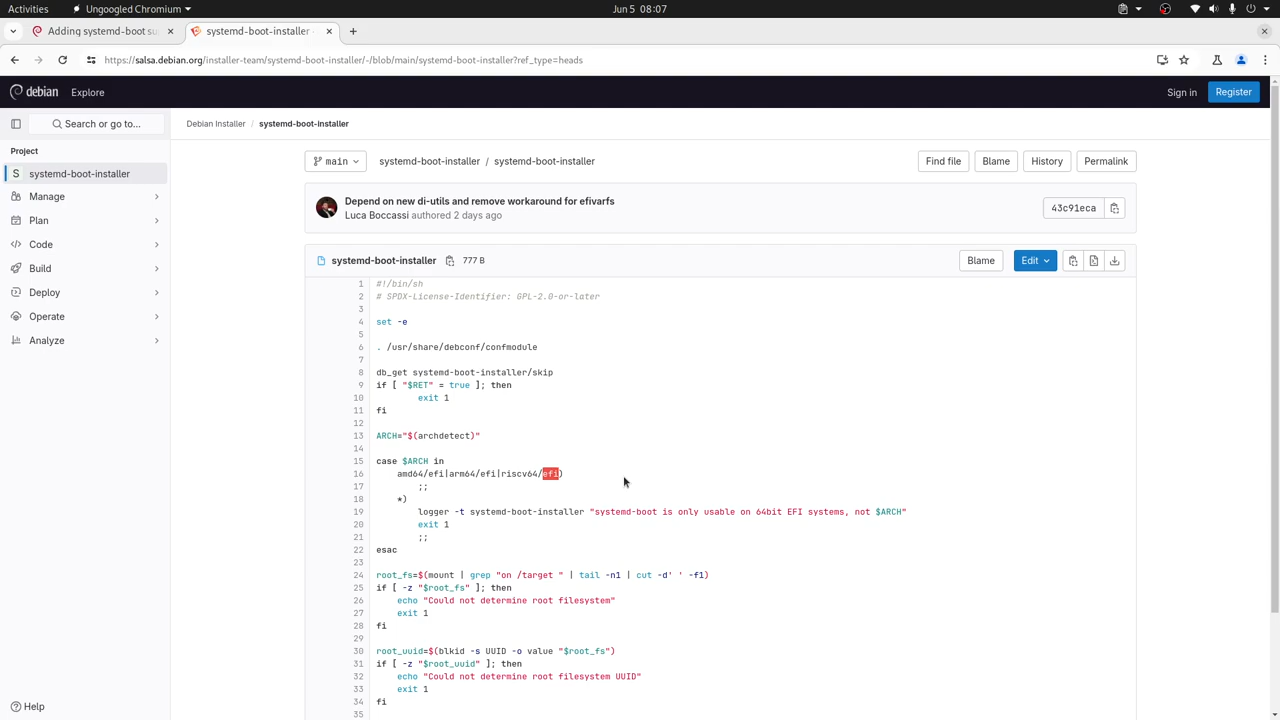 Activities
Ungoogled Chromium
Jun 5 08:07
Adding systemd-boot su
systemd-boot-installer
https://salsa.debian.org/installer-team/systemd-boot-installer/-/blob/main/systemd-boot-installer?ref_type=heads
debian
Explore
Sign in
Register
Search or go to...
Debian Installer / systemd-boot-installer
Project
S systemd-boot-installer
Manage
Plan
Code
Build
Deploy
Operate
Analyze
Help
main
systemd-boot-installer / systemd-boot-installer
Find file
Blame
History
Permalink
Depend on new di-utils and remove workaround for efivarfs
Luca Boccassi authored 2 days ago
43c91eca
systemd-boot-installer
777 B
Blame
Edit
1 #!/bin/sh
2 # SPDX-License-Identifier: GPL-2.0-or-later
3
4 set -e
5
6 . /usr/share/debconf/confmodule
7
8 db_get systemd-boot-installer/skip
9 if [ "$RET" = true ]; then
10 exit 1
11 fi
12
13 ARCH="$(archdetect)"
14
15 case $ARCH in
16 amd64/efi|arm64/efi|riscv64/efi)
17 ;;
18 *)
19 logger -t systemd-boot-installer "systemd-boot is only usable on 64bit EFI systems, not $ARCH"
20 exit 1
21 ;;
22 esac
23
24 root_fs=$(mount | grep "on /target " | tail -n1 | cut -d' ' -f1)
25 if [ -z "$root_fs" ]; then
26 echo "Could not determine root filesystem"
27 exit 1
28 fi
29
30 root_uuid=$(blkid -s UUID -o value "$root_fs")
31 if [ -z "$root_uuid" ]; then
32 echo "Could not determine root filesystem UUID"
33 exit 1
34 fi
35